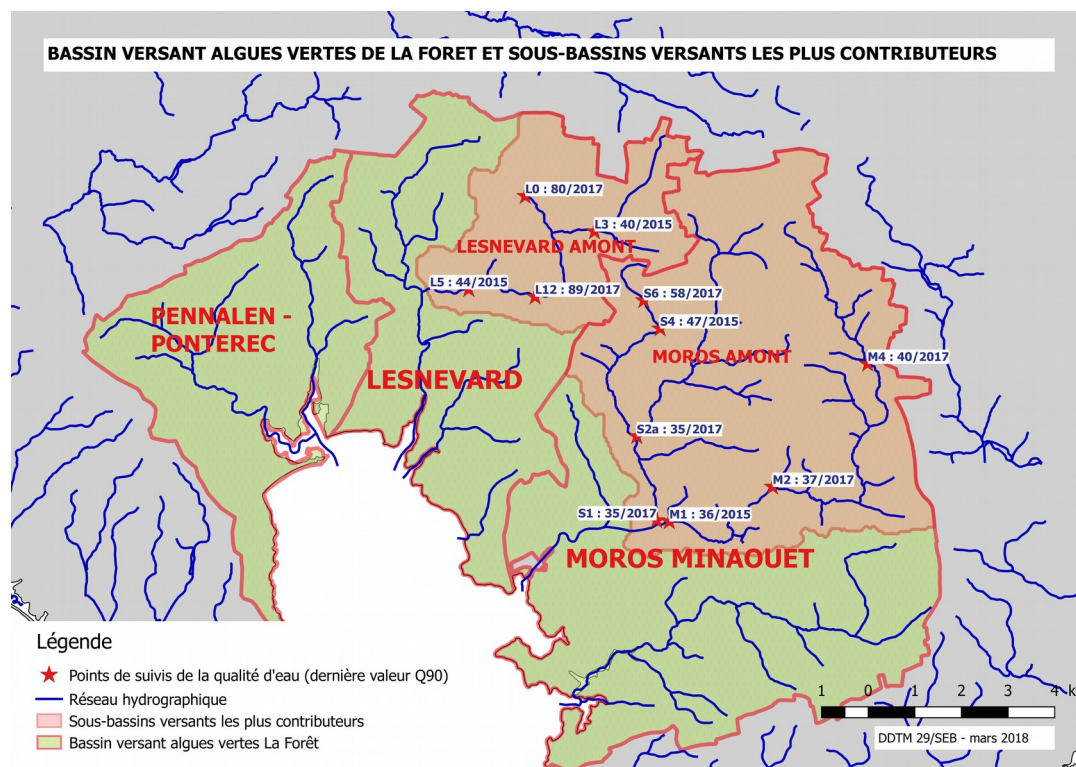 BASSIN VERSANT ALGUES VERTES DE LA FORET ET SOUS-BASSINS VERSANTS LES PLUS CONTRIBUTEURS
L0 : 80/2017
L3 : 40/2015
LESNEVARD AMONT
L5 : 44/2015
L12 : 89/2017
S6 : 58/2017
S4 : 47/2015
PENNALEN -
PONTEREC
MOROS AMONT
M4 : 40/2017
LESNEVARD
S2a : 35/2017
M2 : 37/2017
S1 : 35/2017
M1 : 36/2015
MOROS MINAOUET
Légende
Points de suivis de la qualité d'eau (dernière valeur Q90)
Réseau hydrographique
Sous-bassins versants les plus contributeurs
Bassin versant algues vertes La Forêt
1 0 1 2 3 4 k
DDTM 29/SEB - mars 2018